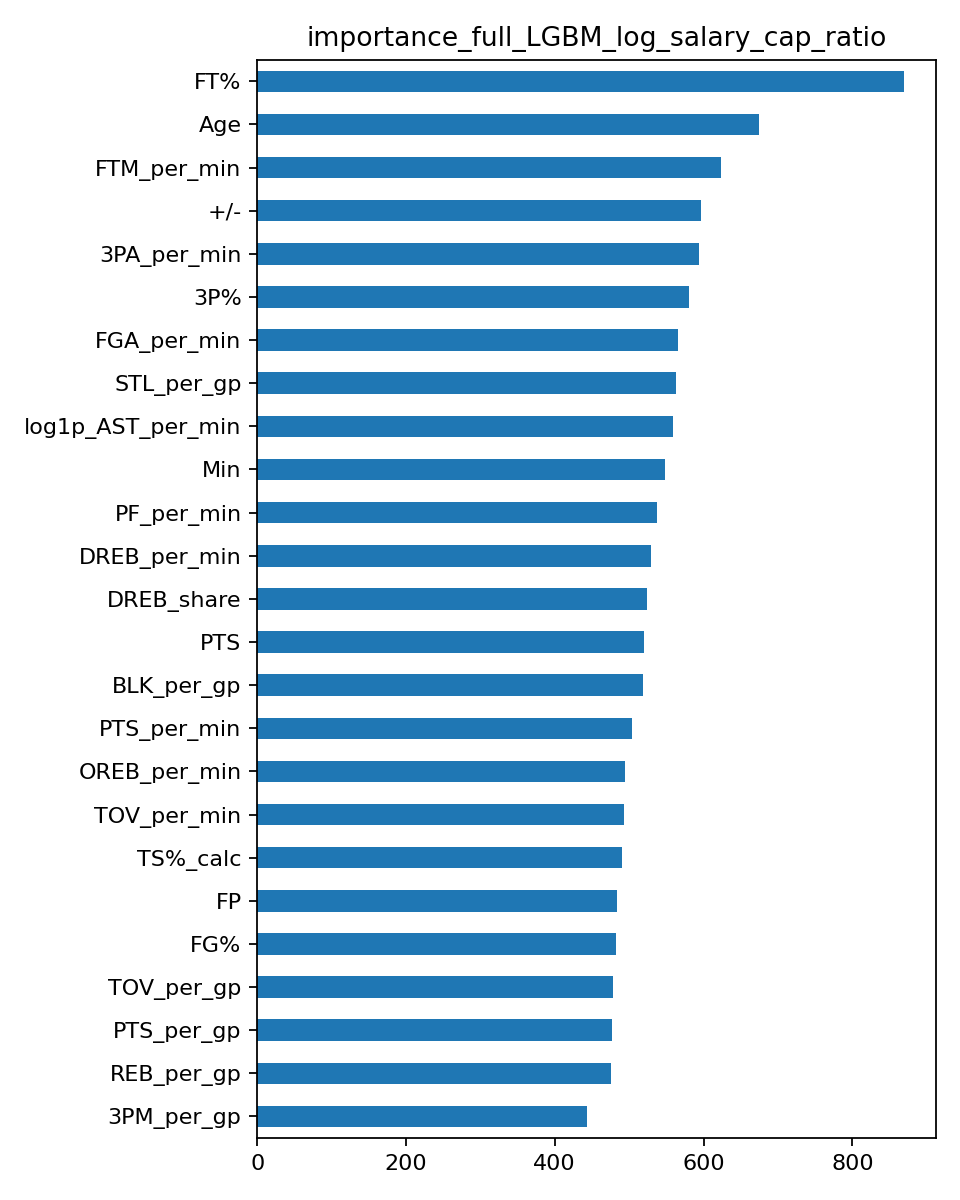 importance_full_LGBM_log_salary_cap_ratio
FT%
Age
FTM_per_min
+/-
3PA_per_min
3P%
FGA_per_min
STL_per_gp
log1p_AST_per_min
Min
PF_per_min
DREB_per_min
DREB_share
PTS
BLK_per_gp
PTS_per_min
OREB_per_min
TOV_per_min
TS%_calc
FP
FG%
TOV_per_gp
PTS_per_gp
REB_per_gp
3PM_per_gp
0 200 400 600 800